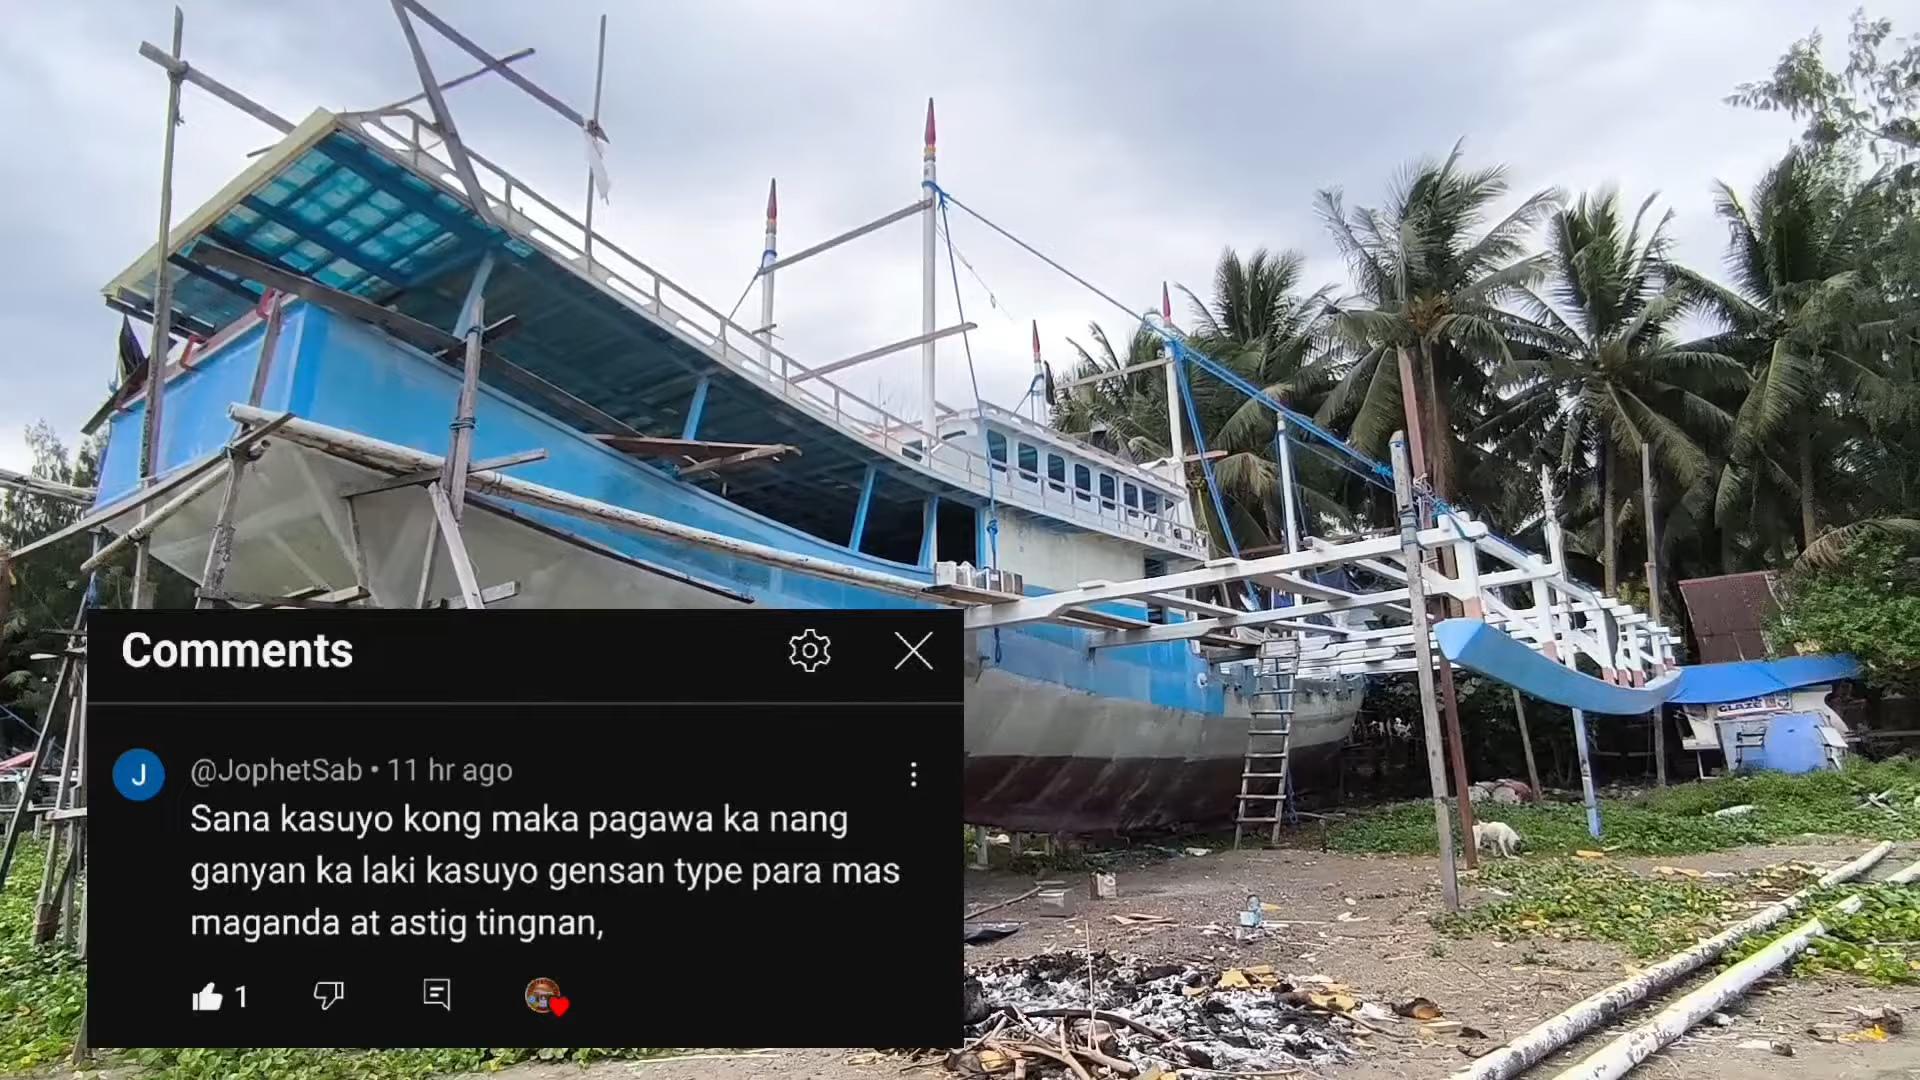 Comments
J
@JophetSab • 11 hr ago
Sana kasuyo kong maka pagawa ka nang
ganyan ka laki kasuyo gensan type para mas
maganda at astig tingnan,
1
GLAZE